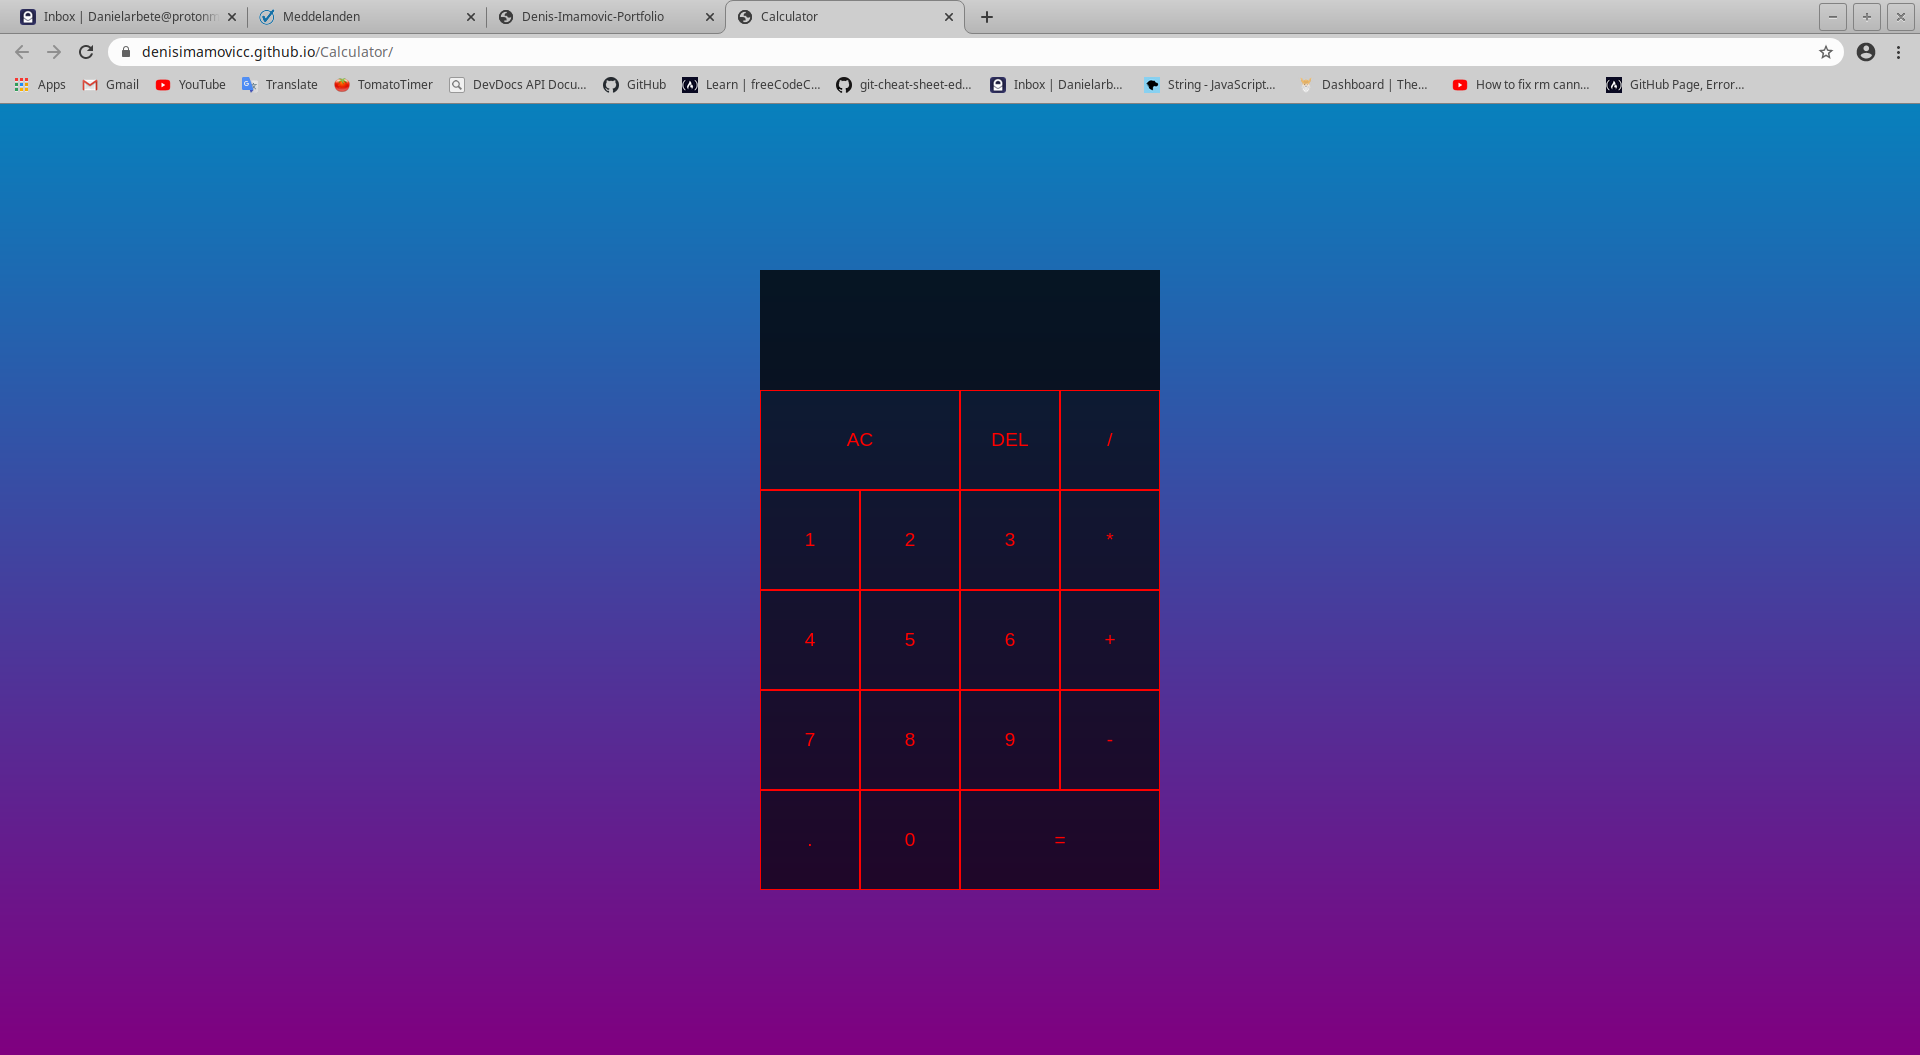 Inbox | Danielarbete@protonm
Meddelanden
Denis-Imamovic-Portfolio
Calculator
denisimamovicc.github.io/Calculator/
Apps Gmail YouTube Translate TomatoTimer DevDocs API Docu... GitHub Learn | freeCodeC... git-cheat-sheet-ed... Inbox | Danielarb... String - JavaScript... Dashboard | The... How to fix rm cann... GitHub Page, Error...
AC DEL /
1 2 3 *
4 5 6 +
7 8 9 -
. 0 =